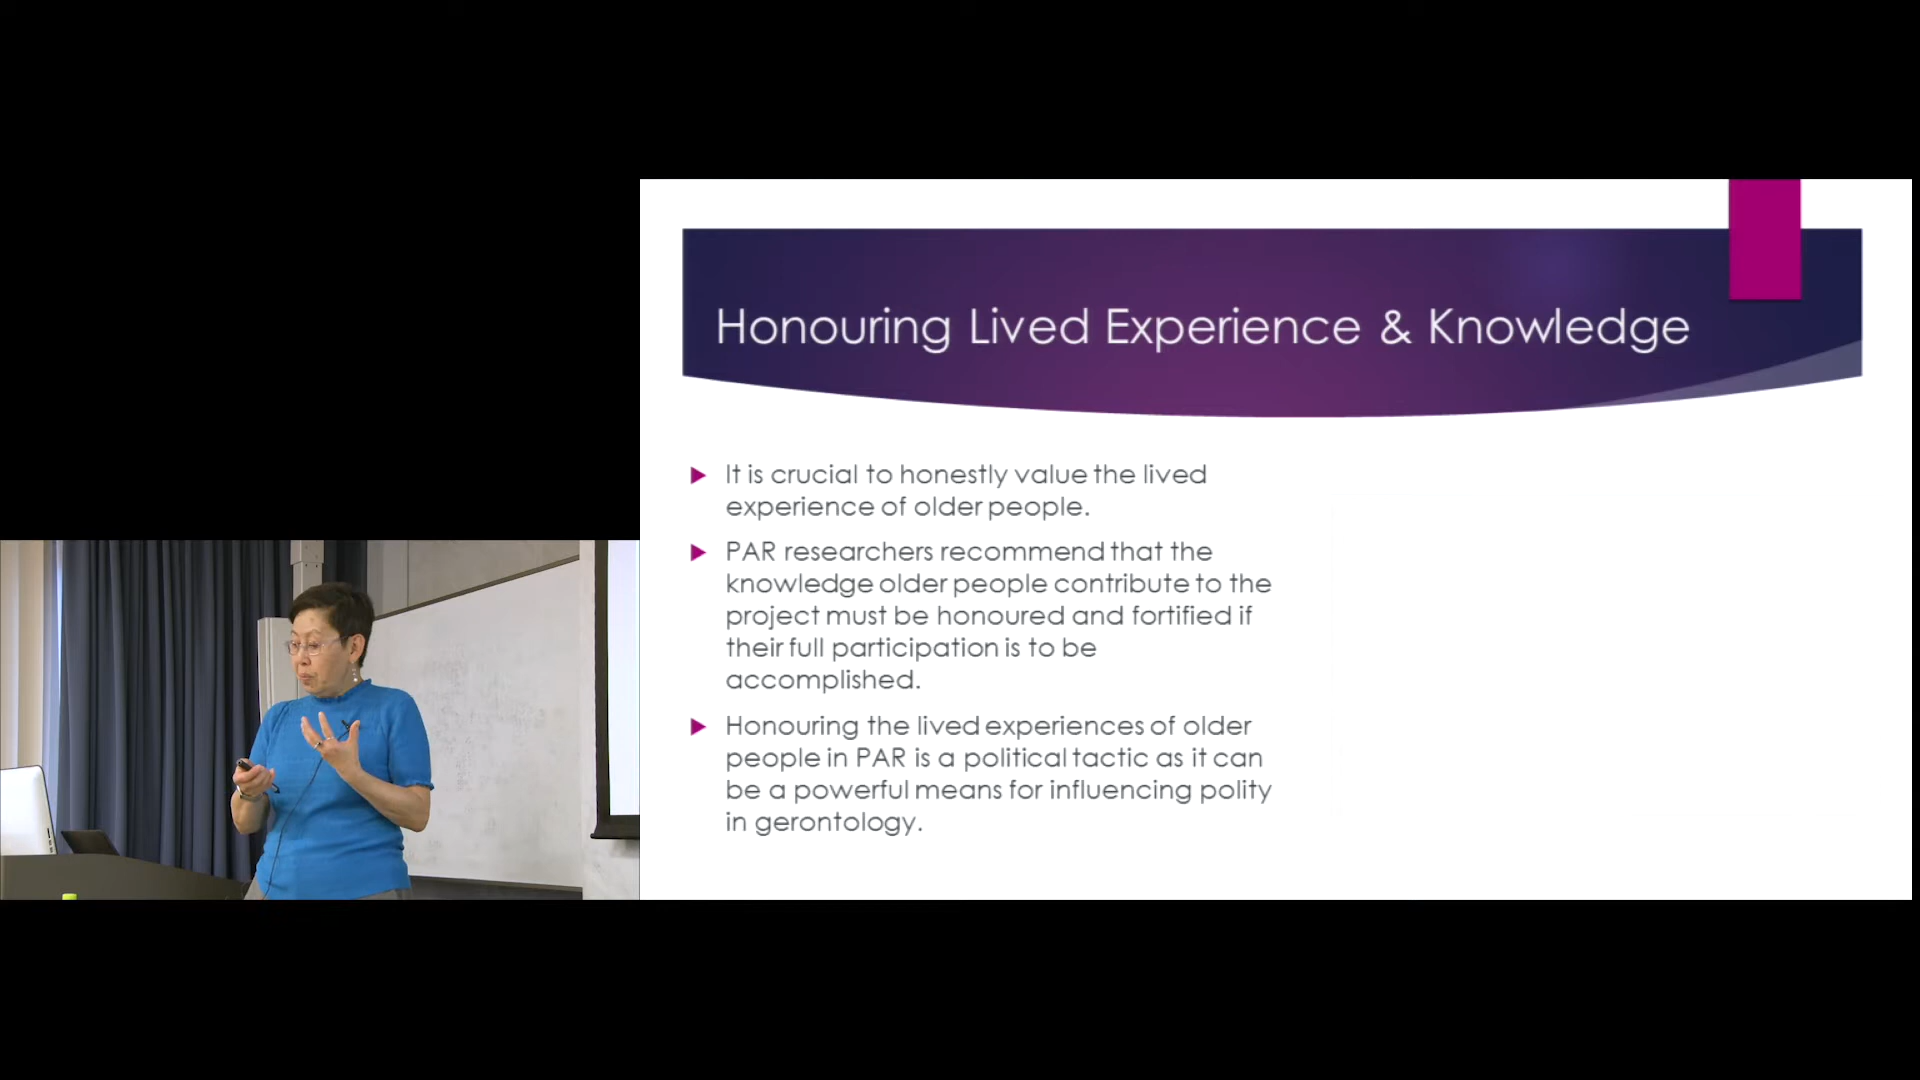 Honouring Lived Experience & Knowledge
It is crucial to honestly value the lived
experience of older people.
PAR researchers recommend that the
knowledge older people contribute to the
project must be honoured and fortified if
their full participation is to be
accomplished.
Honouring the lived experiences of older
people in PAR is a political tactic as it can
be a powerful means for influencing polity
in gerontology.